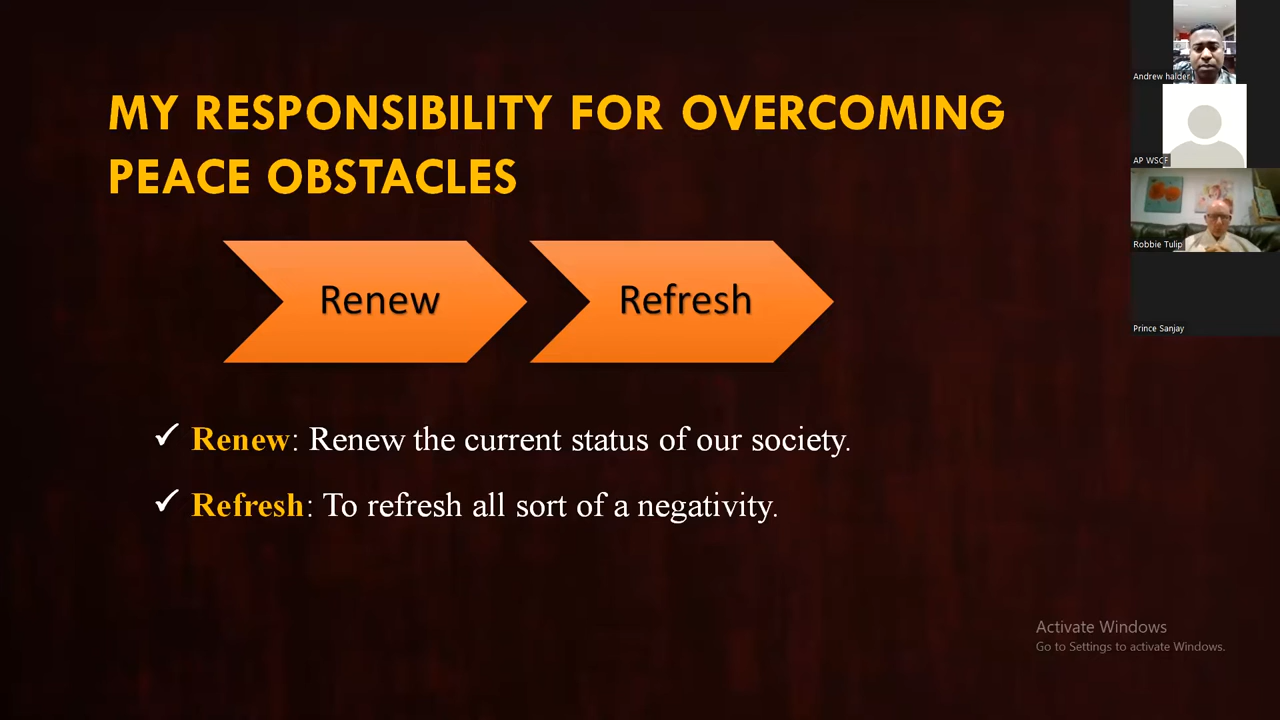 MY RESPONSIBILITY FOR OVERCOMING
PEACE OBSTACLES
Renew
Refresh
✓ Renew: Renew the current status of our society.
✓ Refresh: To refresh all sort of a negativity.
Andrew halder
AP WSCF
Robbie Tulip
Prince Sanjay
Activate Windows
Go to Settings to activate Windows.